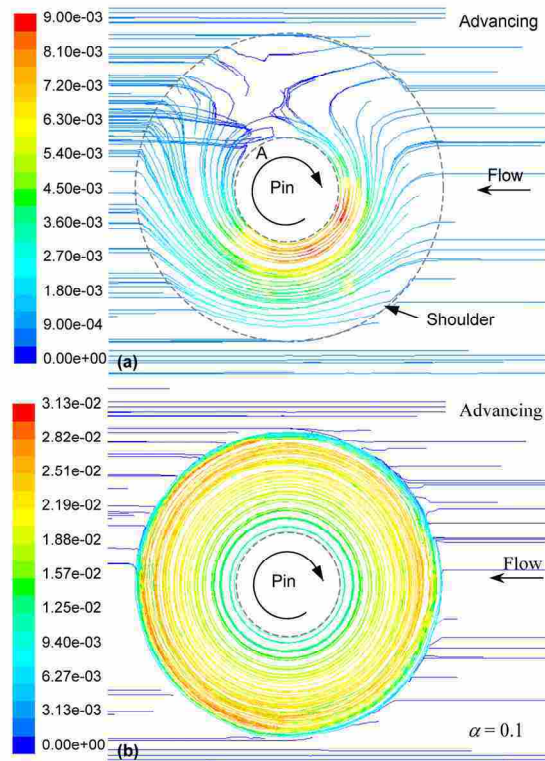 9.00e-03
Advancing
8.10e-03
7.20e-03
6.30e-03
5.40e-03
A
4.50e-03
Pin
Flow
3.60e-03
2.70e-03
1.80e-03
9.00e-04
Shoulder
0.00e+00
(a)
3.13e-02
Advancing
2.82e-02
2.51e-02
2.19e-02
1.88e-02
1.57e-02
Pin
Flow
1.25e-02
9.40e-03
6.27e-03
3.13e-03
α = 0.1
0.00e+00
(b)